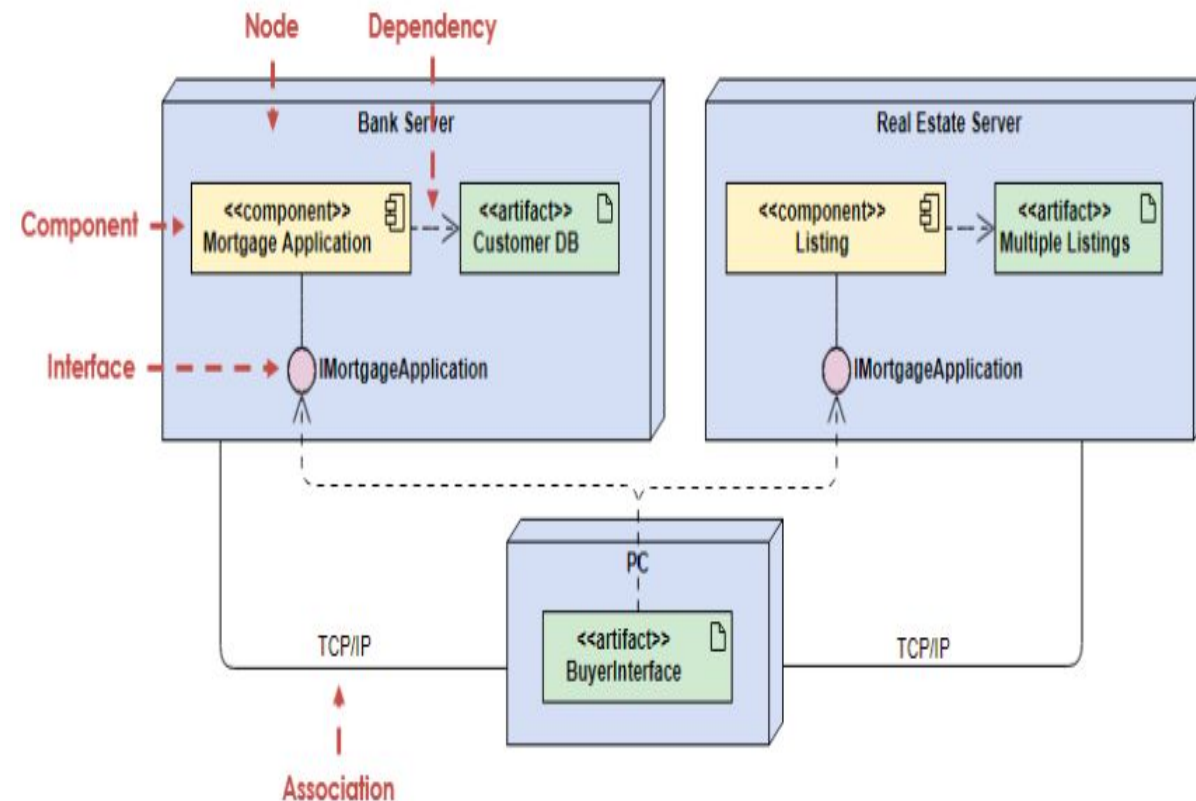 Node
Dependency
Bank Server
Real Estate Server
Component
<<component>>
Mortgage Application
<<artifact>>
Customer DB
<<component>>
Listing
<<artifact>>
Multiple Listings
Interface
IMortgageApplication
IMortgageApplication
PC
<<artifact>>
BuyerInterface
TCP/IP
TCP/IP
Association